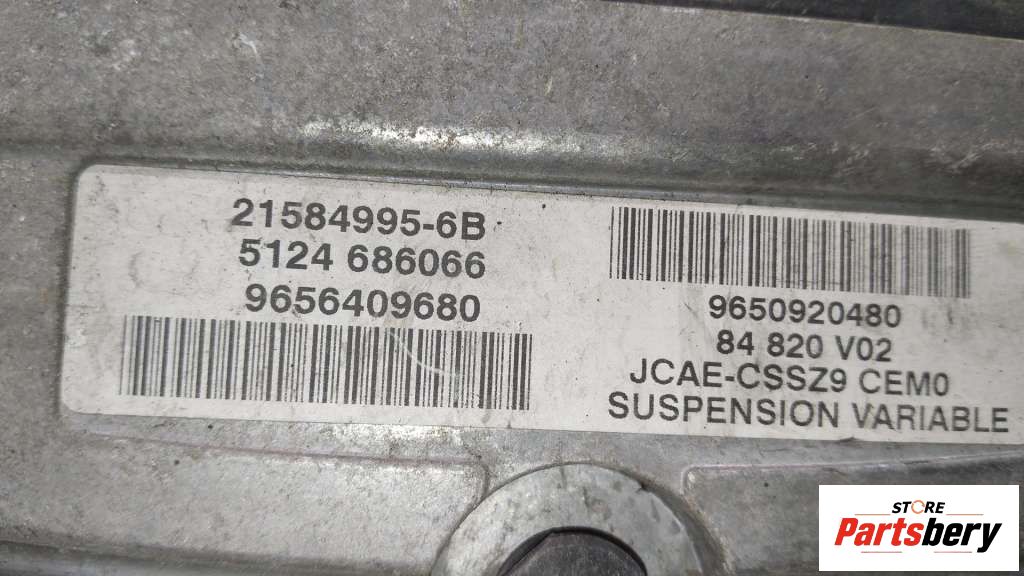 21584995-6B
5124 686066
9656409680
9650920480
84 820 V02
JCAE-CSSZ9 CEM0
SUSPENSION VARIABLE
STORE
Partsbery